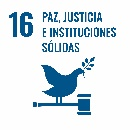 16 PAZ, JUSTICIA
E INSTITUCIONES
SÓLIDAS